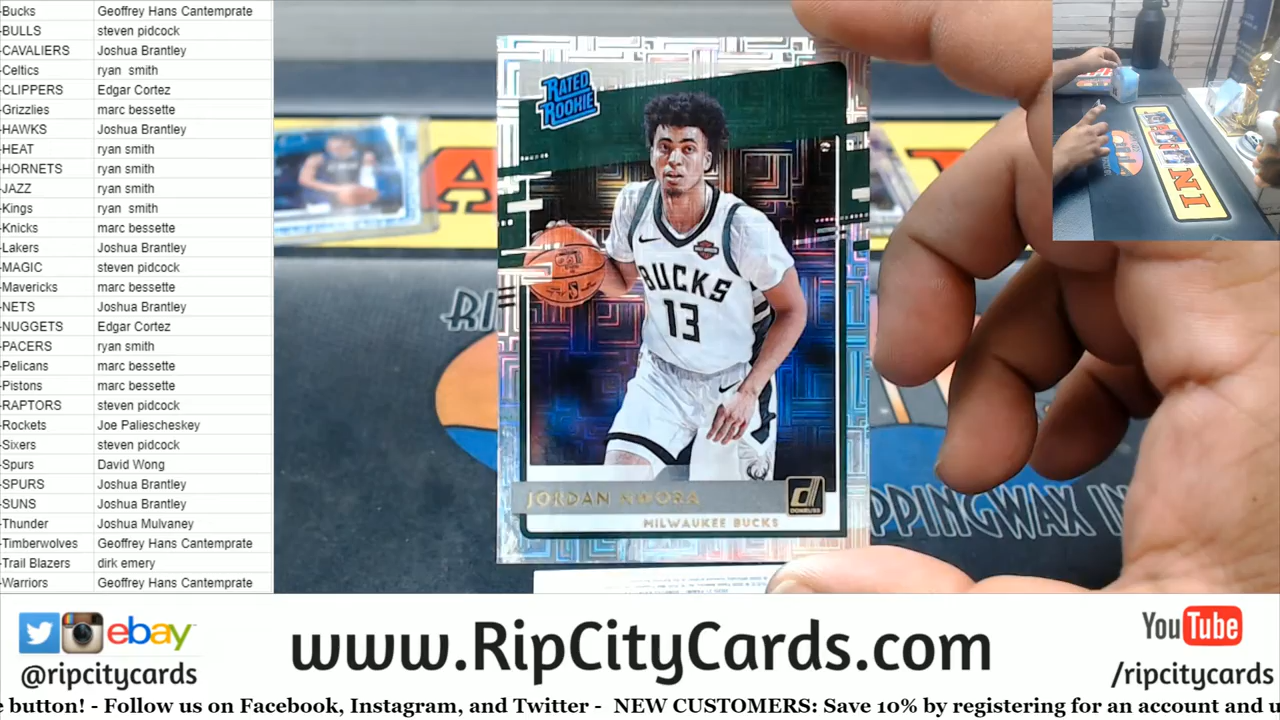 -Bucks Geoffrey Hans Cantemprate
-BULLS steven pidcock
-CAVALIERS Joshua Brantley
-Celtics ryan smith
-CLIPPERS Edgar Cortez
-Grizzlies marc bessette
-HAWKS Joshua Brantley
-HEAT ryan smith
-HORNETS ryan smith
-JAZZ ryan smith
-Kings ryan smith
-Knicks marc bessette
-Lakers Joshua Brantley
-MAGIC steven pidcock
-Mavericks marc bessette
-NETS Joshua Brantley
-NUGGETS Edgar Cortez
-PACERS ryan smith
-Pelicans marc bessette
-Pistons marc bessette
-RAPTORS steven pidcock
-Rockets Joe Paliescheskey
-Sixers steven pidcock
-Spurs David Wong
-SPURS Joshua Brantley
-SUNS Joshua Brantley
-Thunder Joshua Mulvaney
-Timberwolves Geoffrey Hans Cantemprate
-Trail blazers dirk emery
-Warriors Geoffrey Hans Cantemprate
RATED
ROOKIE
BUCKS
13
JORDAN NWORA
DONRUSS
MILWAUKEE BUCKS
RI
PPINGWAX IN
ebay
@ripcitycards
www.RipCityCards.com
YouTube
/ripcitycards
e button! - Follow us on Facebook, Instagram, and Twitter - NEW CUSTOMERS: Save 10% by registering for an account and u